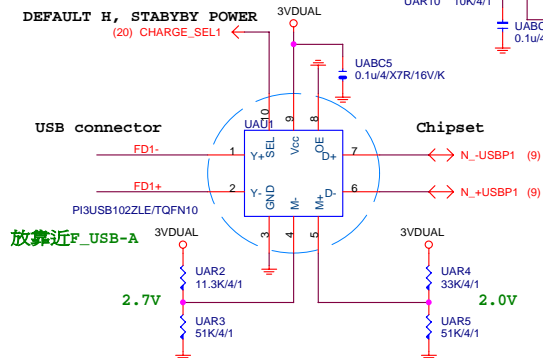 UAR10 10K/4/1
DEFAULT H, STABYBY POWER
3VDUAL
(20) CHARGE_SEL1
UABC
0.1u/4
UABC5
0.1u/4/X7R/16V/K
10
9
8
USB connector
UAU1
Chipset
SEL
Vcc
OE
FD1-
1
Y+
D+
7
N_-USBP1 (9)
FD1+
2
Y-
D-
6
N_+USBP1 (9)
GND
M-
M+
PI3USB102ZLE/TQFN10
3
4
5
放靠近F_USB-A
3VDUAL
3VDUAL
UAR2
11.3K/4/1
UAR4
33K/4/1
2.7V
2.0V
UAR3
51K/4/1
UAR5
51K/4/1